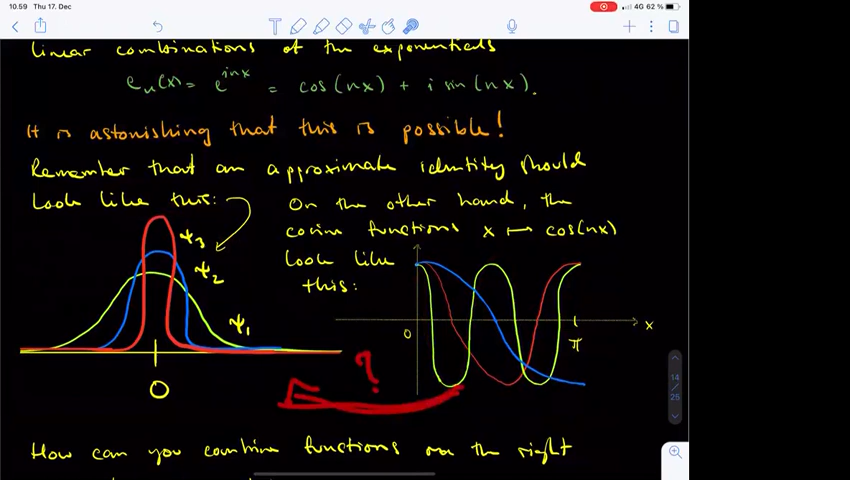 10.59 Thu 17. Dec
4G 62 %
linear combinations of the exponentials
eₙ(x) = e^{inx} = cos(nx) + i sin(nx).
It is astonishing that this is possible!
Remember that an approximate identity should
look like this:
On the other hand, the
cosine functions x ↦ cos(nx)
look like
this:
ψ₃
ψ₂
ψ₁
0
0
π
x
?
14
25
How can you combine functions on the right